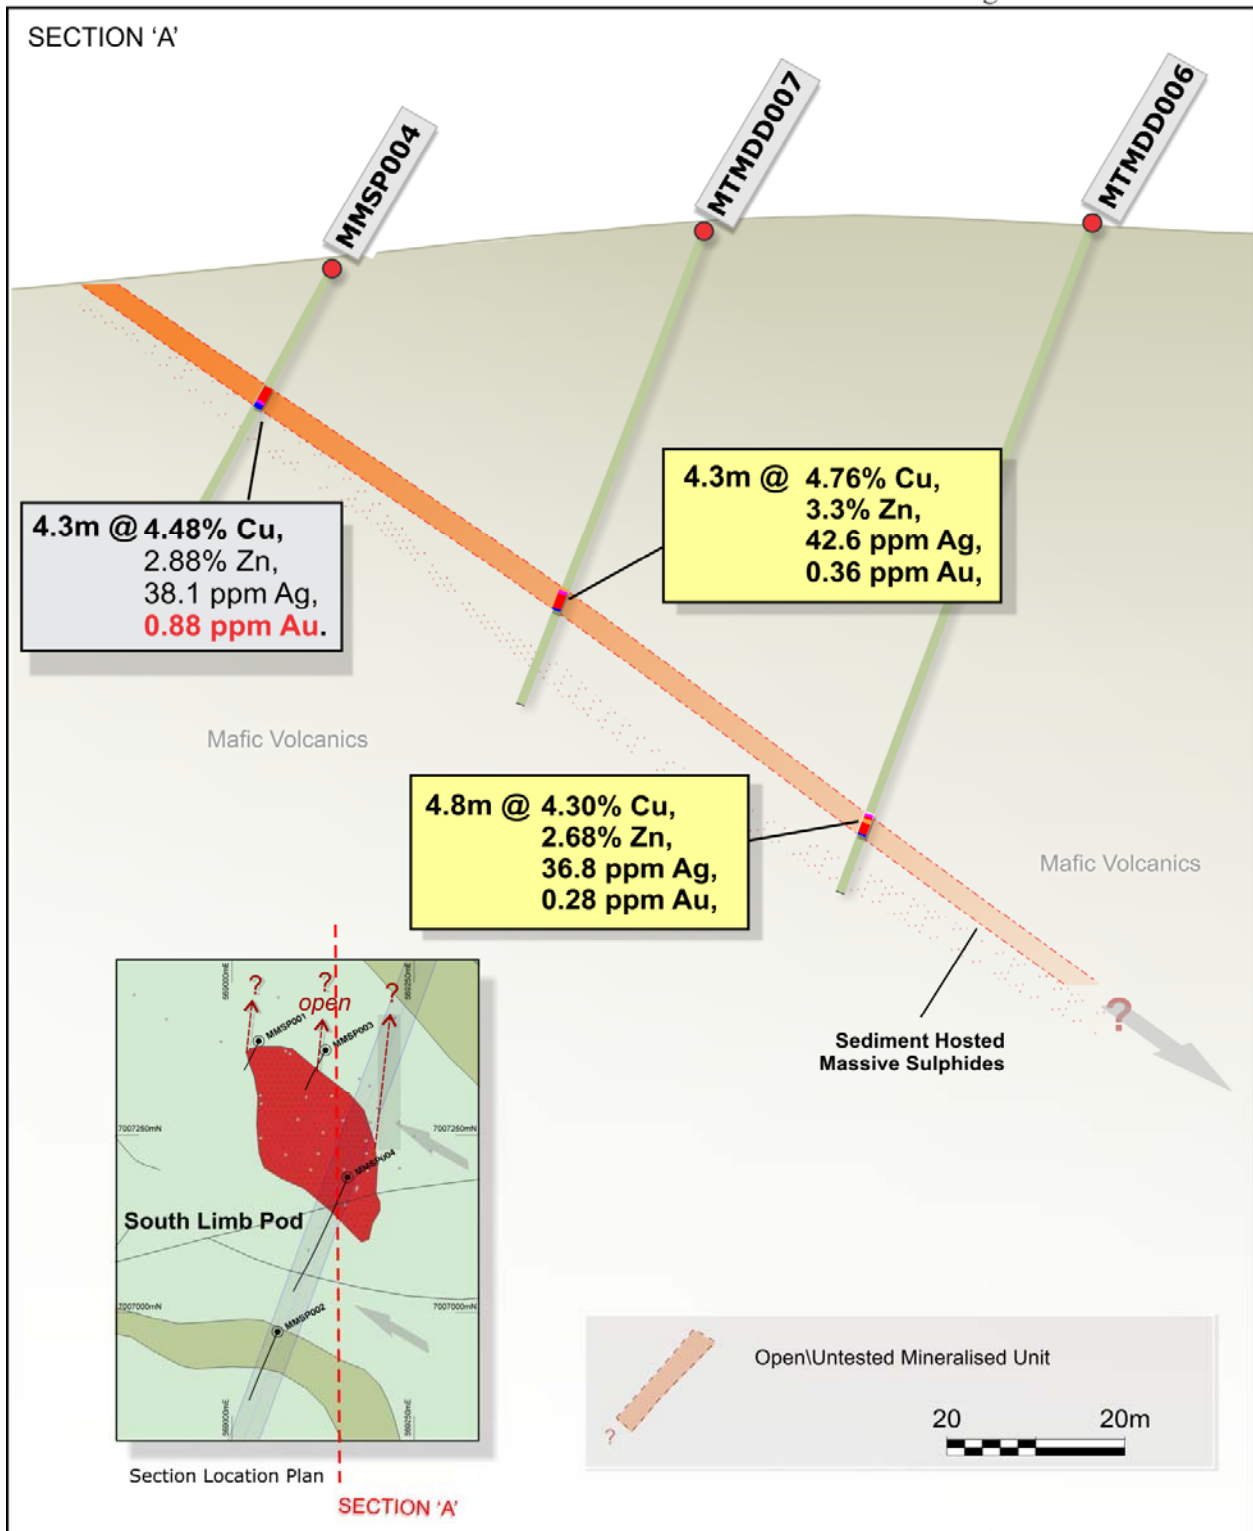 SECTION 'A'
MMSP004
MTMDD007
MTMDD006
4.3m @ 4.48% Cu,
2.88% Zn,
38.1 ppm Ag,
0.88 ppm Au.
4.3m @ 4.76% Cu,
3.3% Zn,
42.6 ppm Ag,
0.36 ppm Au,
Mafic Volcanics
4.8m @ 4.30% Cu,
2.68% Zn,
36.8 ppm Ag,
0.28 ppm Au,
Mafic Volcanics
Sediment Hosted
Massive Sulphides
?
569000mE
569250mE
?
?
open
?
MMSP001
MMSP003
7007250mN
7007250mN
MMSP004
South Limb Pod
7007000mN
7007000mN
MMSP002
569000mE
569250mE
Section Location Plan
SECTION 'A'
Open\Untested Mineralised Unit
?
20
20m